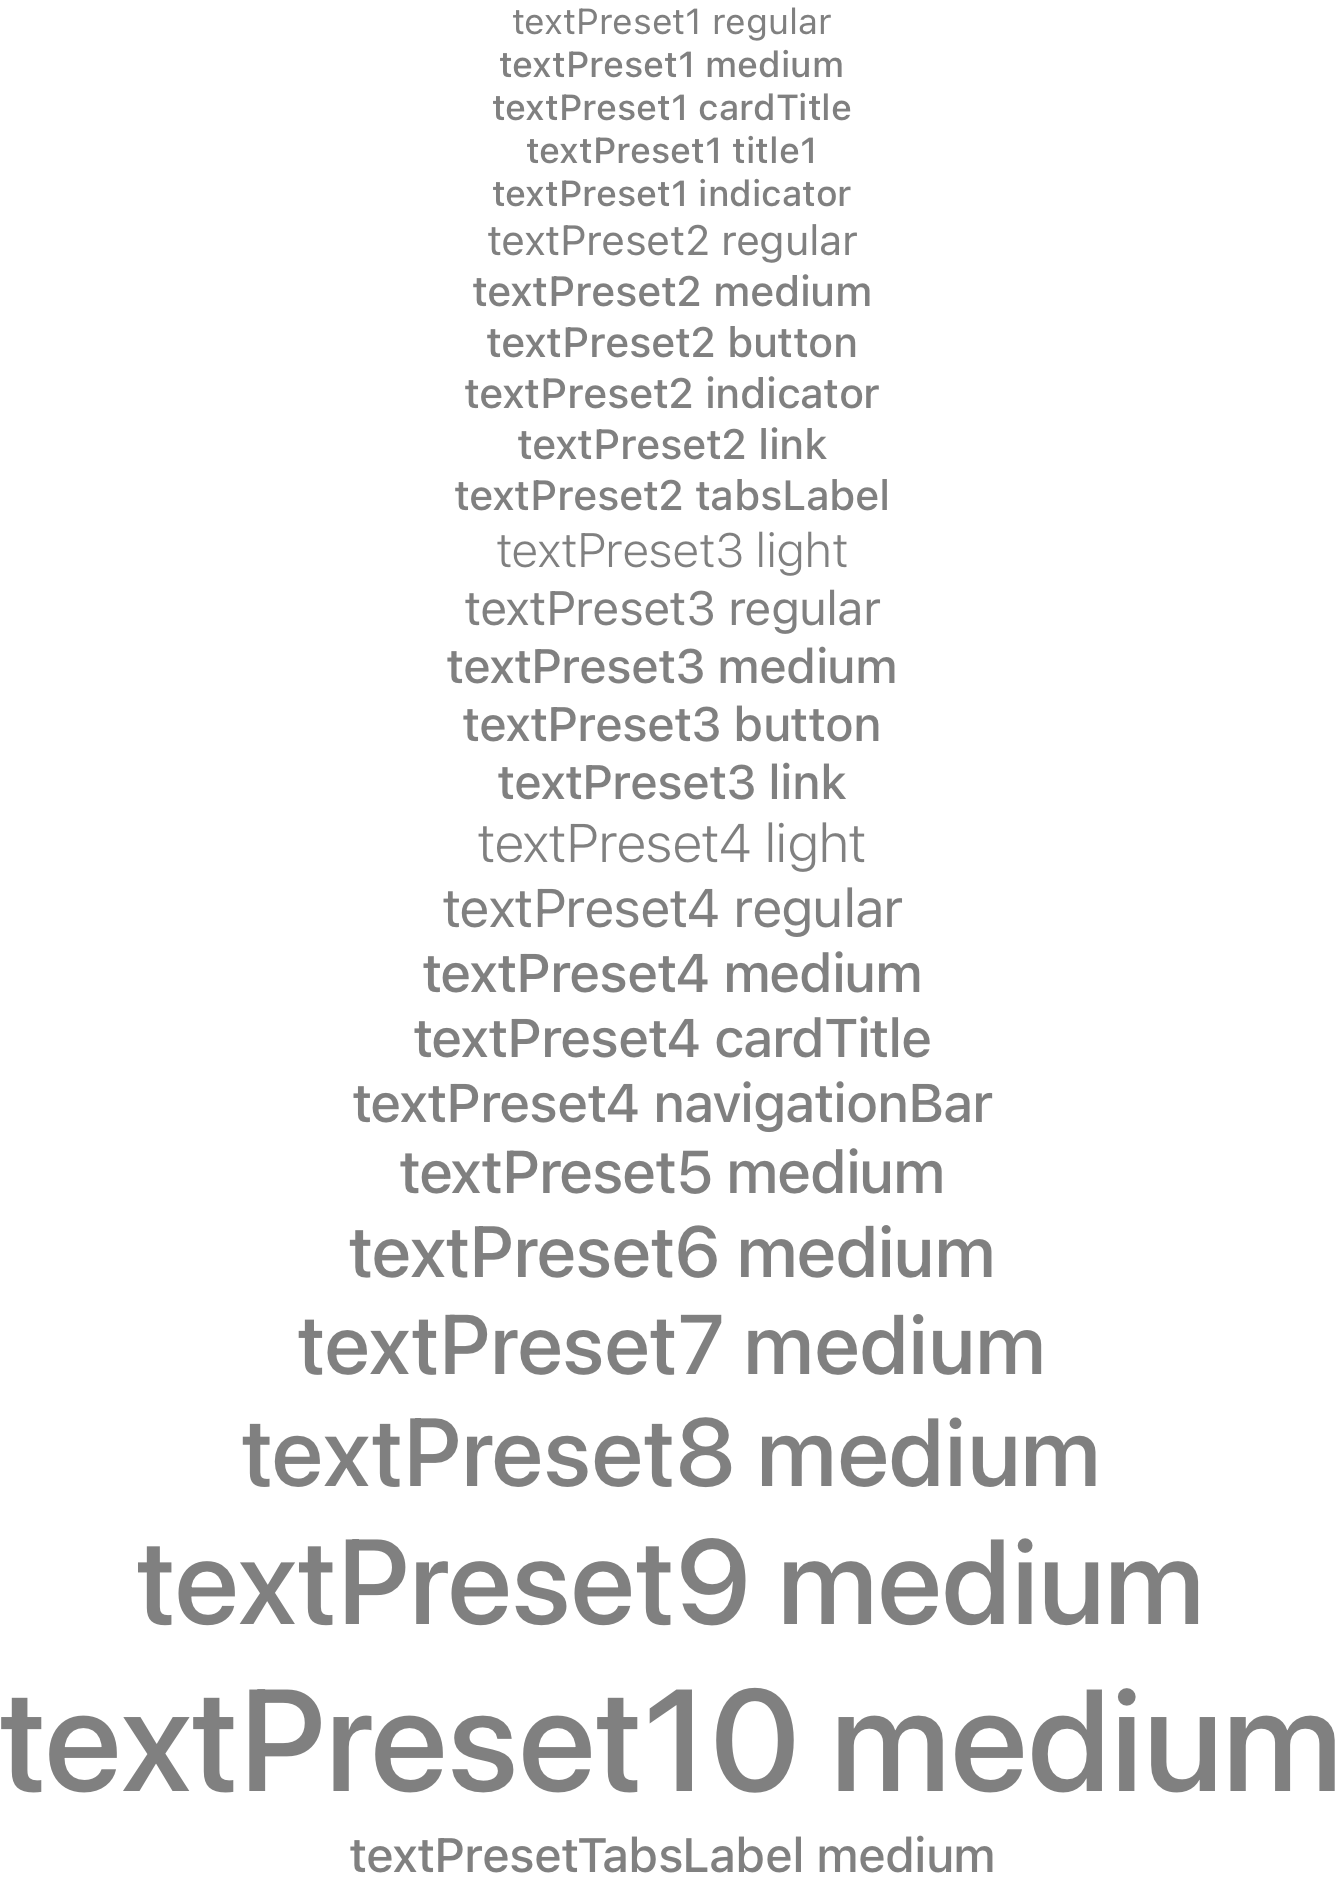 textPreset1 regular
textPreset1 medium
textPreset1 cardTitle
textPreset1 title1
textPreset1 indicator
textPreset2 regular
textPreset2 medium
textPreset2 button
textPreset2 indicator
textPreset2 link
textPreset2 tabsLabel
textPreset3 light
textPreset3 regular
textPreset3 medium
textPreset3 button
textPreset3 link
textPreset4 light
textPreset4 regular
textPreset4 medium
textPreset4 cardTitle
textPreset4 navigationBar
textPreset5 medium
textPreset6 medium
textPreset7 medium
textPreset8 medium
textPreset9 medium
textPreset10 medium
textPresetTabsLabel medium